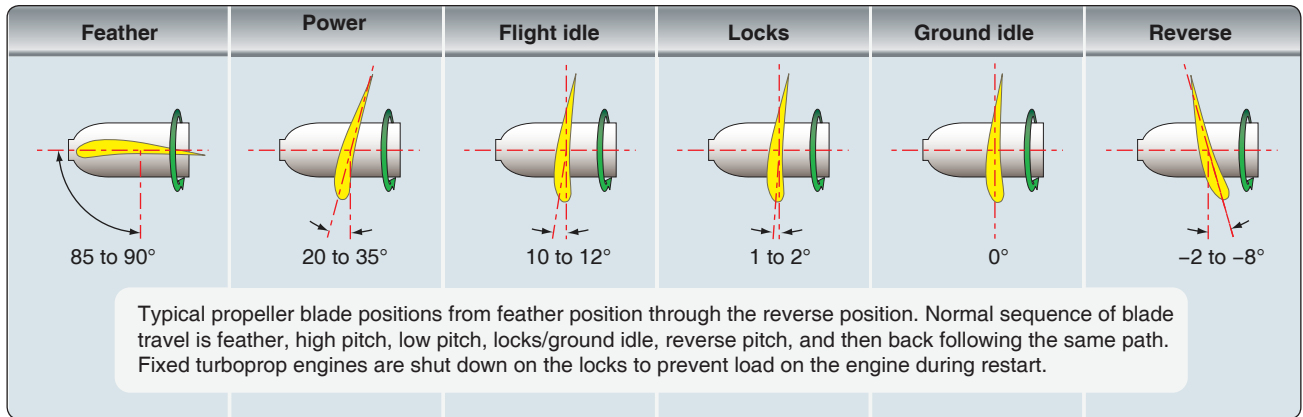 Feather
Power
Flight idle
Locks
Ground idle
Reverse
85 to 90°
20 to 35°
10 to 12°
1 to 2°
0°
−2 to −8°
Typical propeller blade positions from feather position through the reverse position. Normal sequence of blade
travel is feather, high pitch, low pitch, locks/ground idle, reverse pitch, and then back following the same path.
Fixed turboprop engines are shut down on the locks to prevent load on the engine during restart.